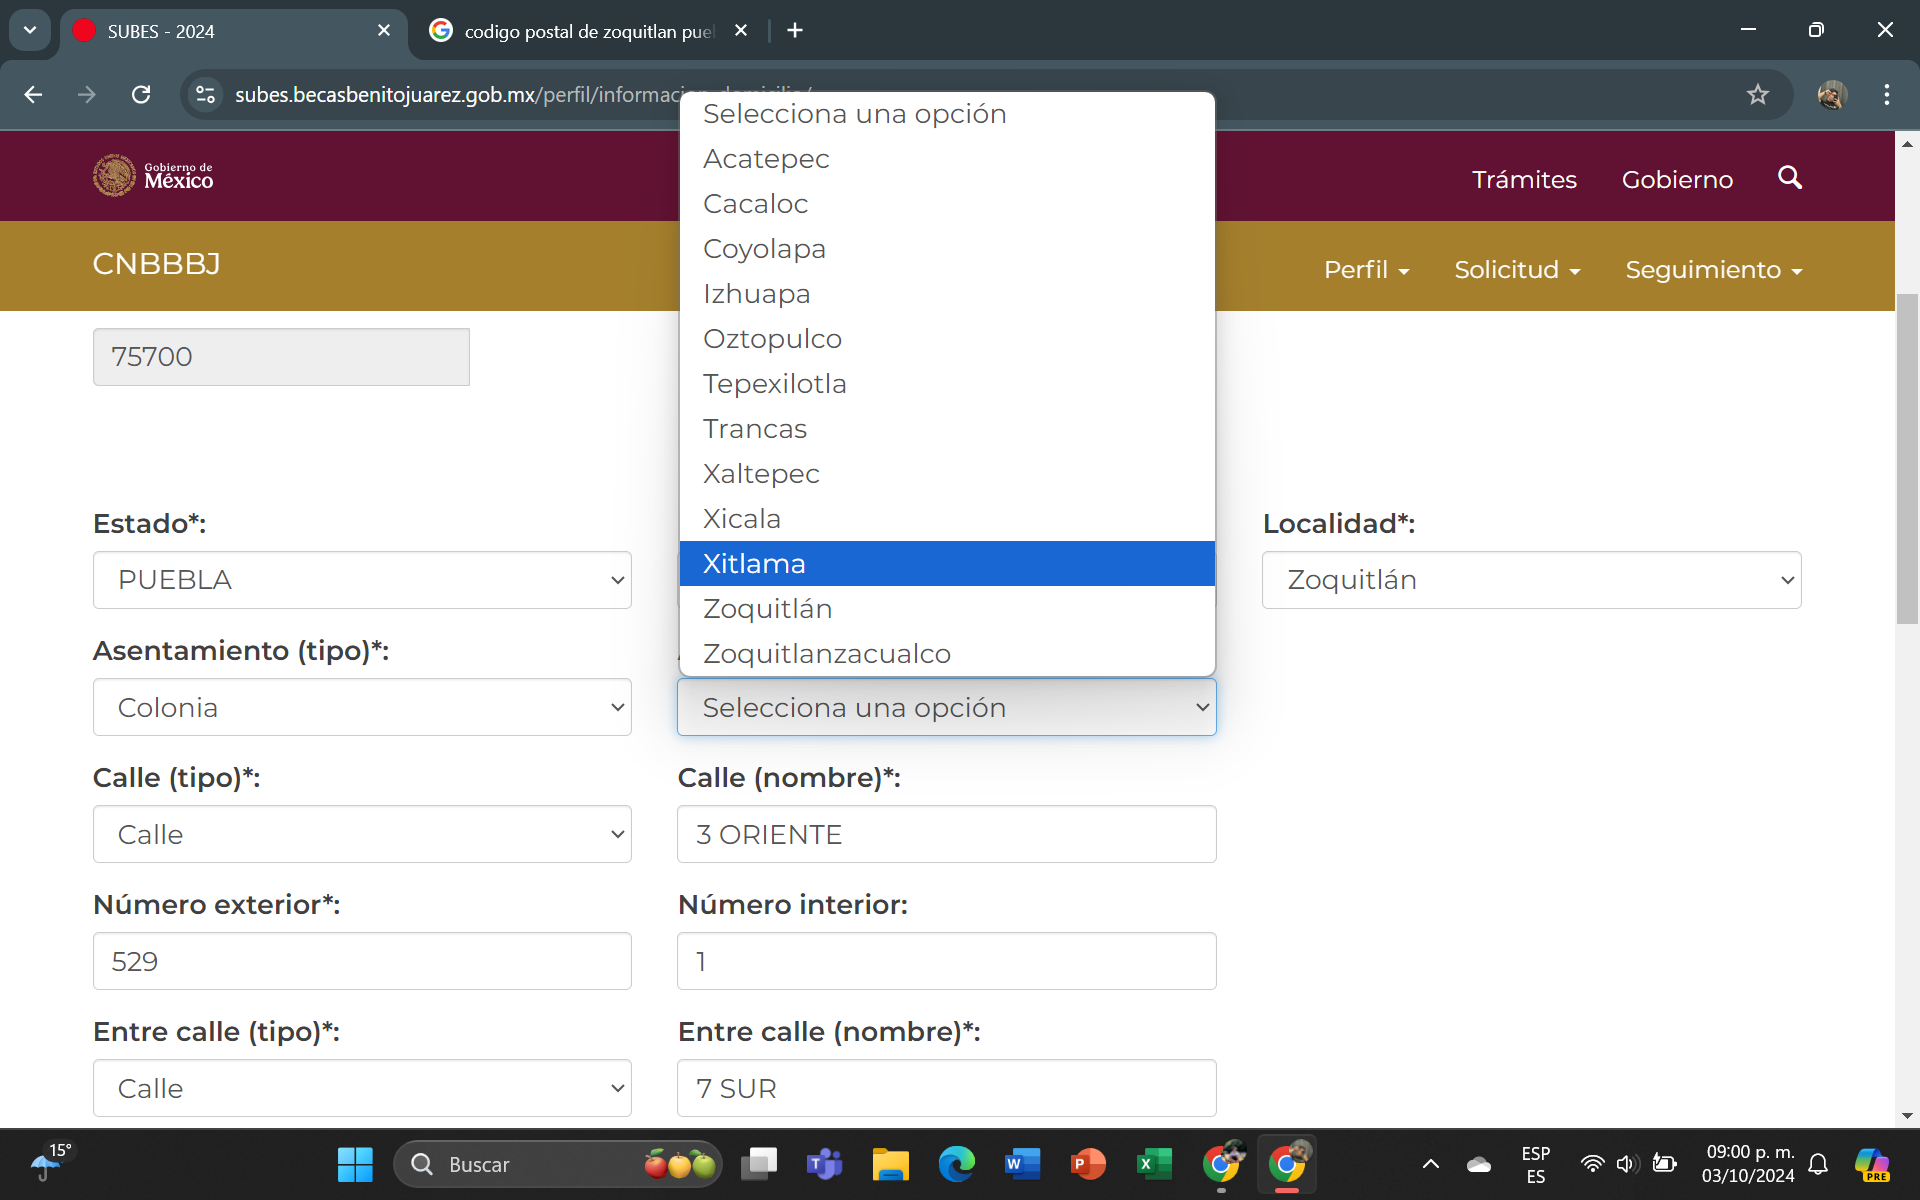 SUBES - 2024
codigo postal de zoquitlan pue
subes.becasbenitojuarez.gob.mx/perfil/informacion_domicilio/
Gobierno de
México
Trámites
Gobierno
CNBBBJ
Perfil
Solicitud
Seguimiento
75700
Selecciona una opción
Acatepec
Cacaloc
Coyolapa
Izhuapa
Oztopulco
Tepexilotla
Trancas
Xaltepec
Xicala
Xitlama
Zoquitlán
Zoquitlanzacualco
Estado*:
PUEBLA
Localidad*:
Zoquitlán
Asentamiento (tipo)*:
Colonia
Selecciona una opción
Calle (tipo)*:
Calle (nombre)*:
Calle
3 ORIENTE
Número exterior*:
Número interior:
529
1
Entre calle (tipo)*:
Entre calle (nombre)*:
Calle
7 SUR
15°
Buscar
ESP
ES
09:00 p. m.
03/10/2024
PRE